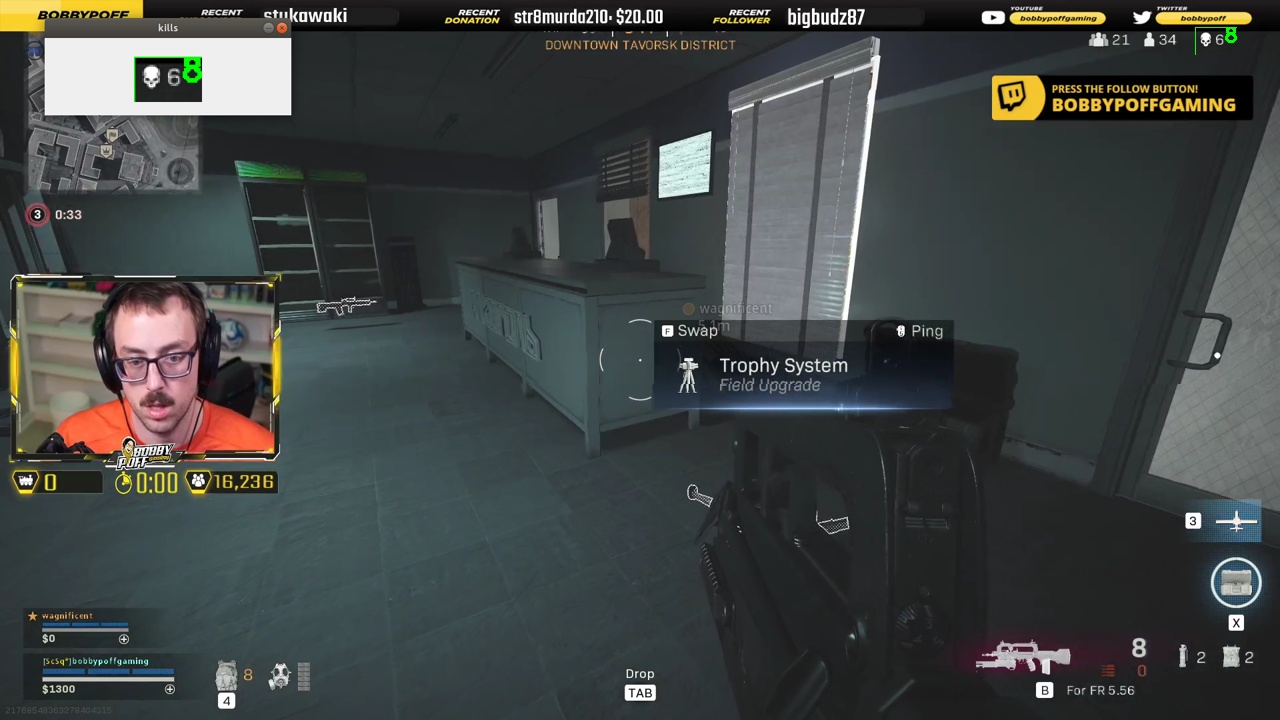 BOBBYPOFF
RECENT
stukawaki
RECENT
DONATION
str8murda210: $20.00
RECENT
FOLLOWER
bigbudz87
YOUTUBE
bobbypoffgaming
TWITTER
bobbypoff
kills
6
8
DOWNTOWN TAVORSK DISTRICT
21
34
6
8
PRESS THE FOLLOW BUTTON!
BOBBYPOFFGAMING
3
0:33
wagnificent
F Swap
Ping
Trophy System
Field Upgrade
BOBBY
POFF
0
0:00
16,236
3
X
wagnificent
$0
[ScSq*]bobbypoffgaming
$1300
8
4
Drop
TAB
8
0
2
2
B For FR 5.56